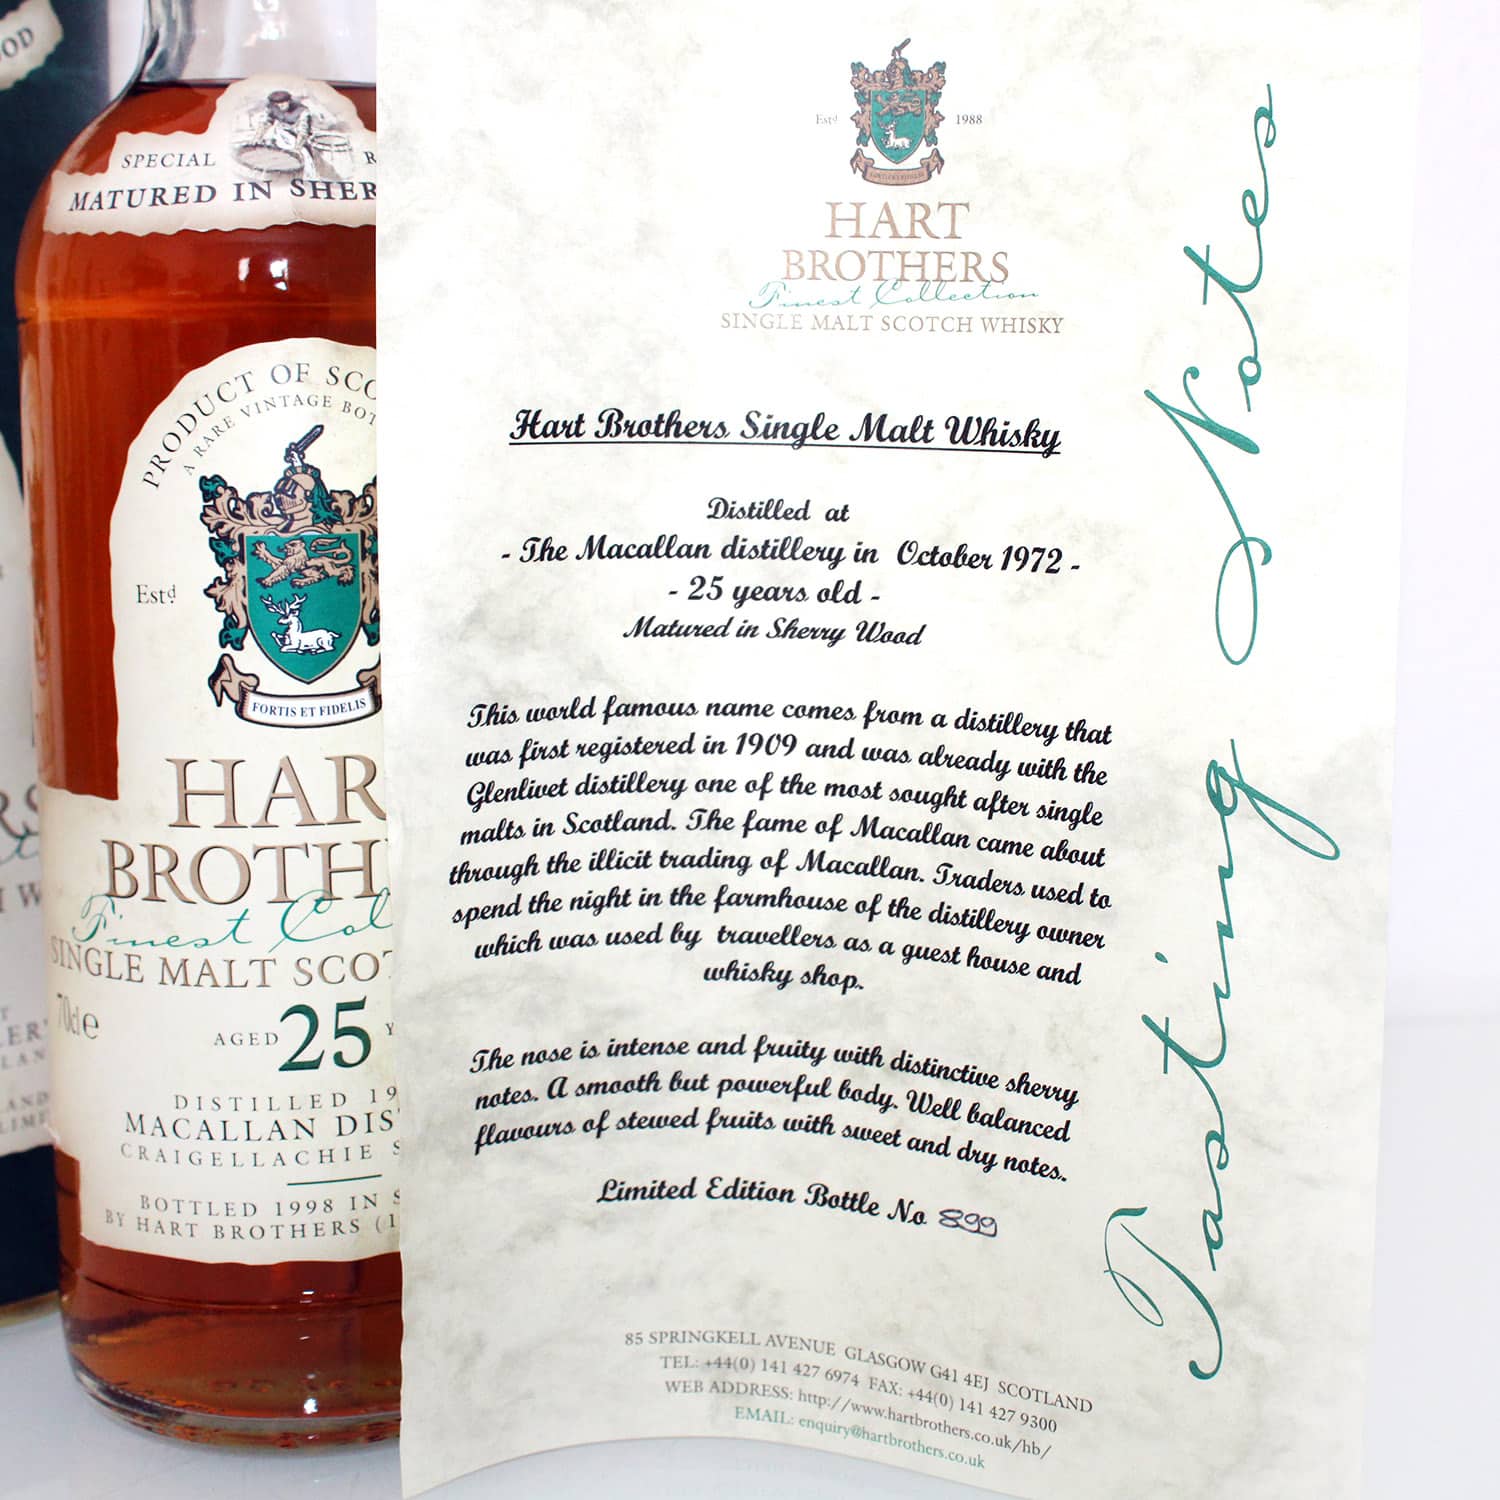 OOD
SPECIAL
MATURED IN SHER
PRODUCT OF SCO
A RARE VINTAGE BOT
Estd
FORTIS ET FIDELIS
HAR
BROTH
Finest Col
SINGLE MALT SCOT
70cle
AGED 25 Y
DISTILLED 19
MACALLAN DIS
CRAIGELLACHIE S
BOTTLED 1998 IN S
BY HART BROTHERS (1
Estd 1988
HART
BROTHERS
Finest Collection
SINGLE MALT SCOTCH WHISKY
Hart Brothers Single Malt Whisky
Distilled at
- The Macallan distillery in October 1972 -
- 25 years old -
Matured in Sherry Wood
This world famous name comes from a distillery that
was first registered in 1909 and was already with the
Glenlivet distillery one of the most sought after single
malts in Scotland. The fame of Macallan came about
through the illicit trading of Macallan. Traders used to
spend the night in the farmhouse of the distillery owner
which was used by travellers as a guest house and
whisky shop.
The nose is intense and fruity with distinctive sherry
notes. A smooth but powerful body. Well balanced
flavours of stewed fruits with sweet and dry notes.
Limited Edition Bottle No 899
85 SPRINGKELL AVENUE GLASGOW G41 4EJ SCOTLAND
TEL: +44(0) 141 427 6974 FAX: +44(0) 141 427 9300
WEB ADDRESS: http://www.hartbrothers.co.uk/hb/
EMAIL: enquiry@hartbrothers.co.uk
Tasting Notes